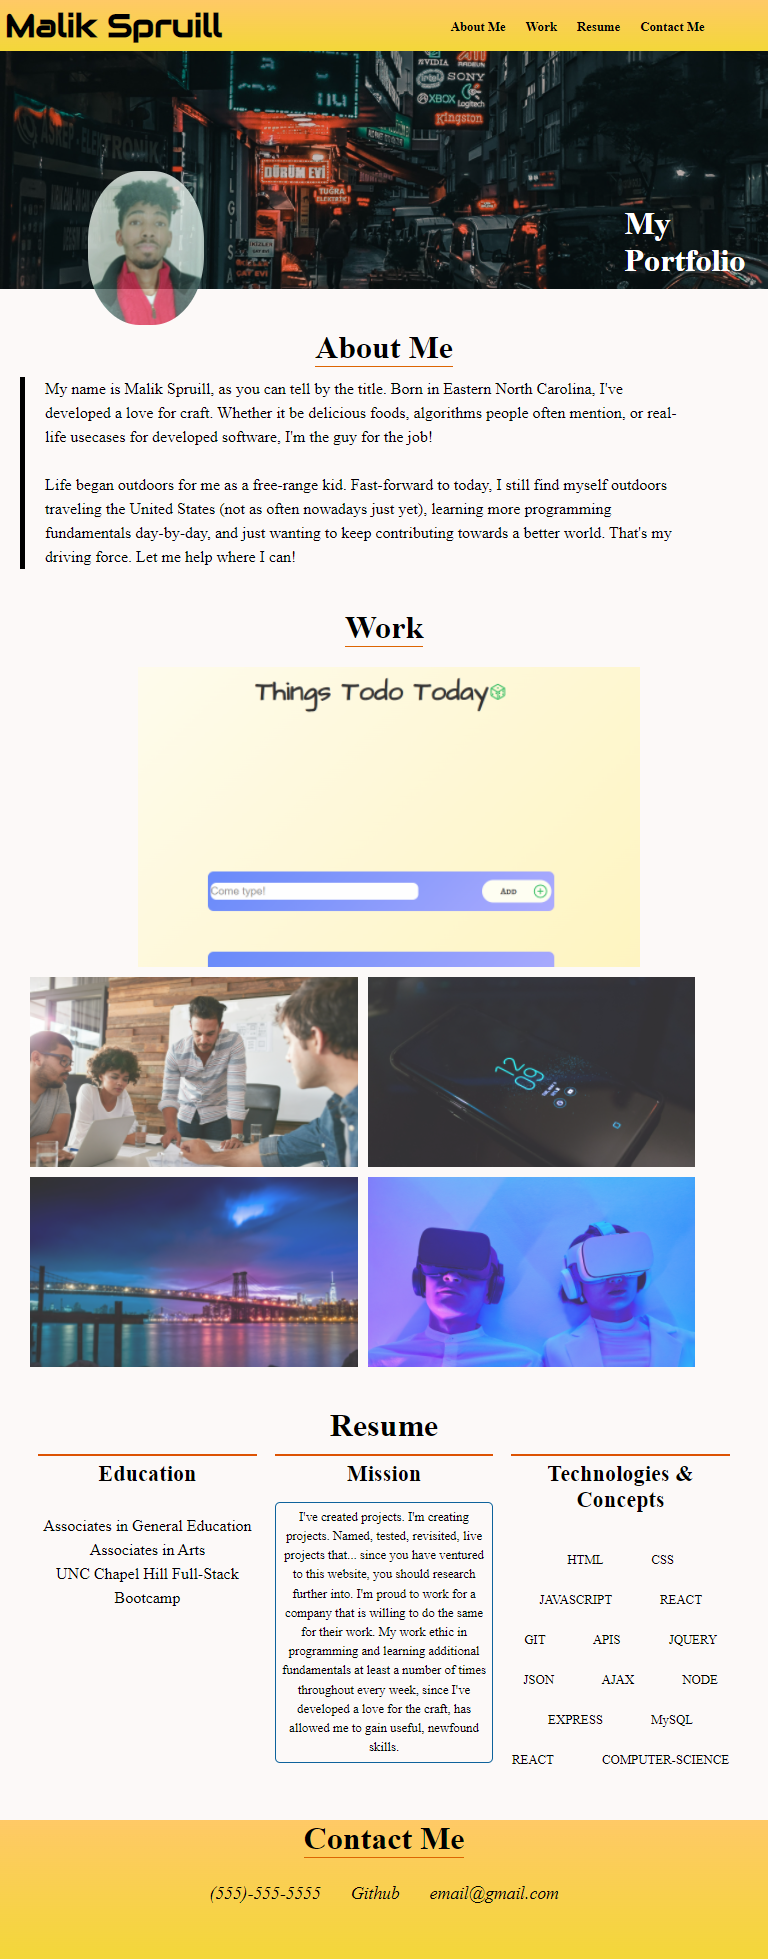 Malik Spruill
About Me Work Resume Contact Me
NVIDIA
RADEON
intel SONY
XBOX Logitech
Kingston
DÜRÜM EVİ
TUĞRA
My
Portfolio
About Me
My name is Malik Spruill, as you can tell by the title. Born in Eastern North Carolina, I've
developed a love for craft. Whether it be delicious foods, algorithms people often mention, or real-
life usecases for developed software, I'm the guy for the job!
Life began outdoors for me as a free-range kid. Fast-forward to today, I still find myself outdoors
traveling the United States (not as often nowadays just yet), learning more programming
fundamentals day-by-day, and just wanting to keep contributing towards a better world. That's my
driving force. Let me help where I can!
Work
Things Todo Today
Come type!
ADD
12
09
Resume
Education
Associates in General Education
Associates in Arts
UNC Chapel Hill Full-Stack
Bootcamp
Mission
I've created projects. I'm creating
projects. Named, tested, revisited, live
projects that... since you have ventured
to this website, you should research
further into. I'm proud to work for a
company that is willing to do the same
for their work. My work ethic in
programming and learning additional
fundamentals at least a number of times
throughout every week, since I've
developed a love for the craft, has
allowed me to gain useful, newfound
skills.
Technologies &
Concepts
HTML CSS
JAVASCRIPT REACT
GIT APIS JQUERY
JSON AJAX NODE
EXPRESS MySQL
REACT COMPUTER-SCIENCE
Contact Me
(555)-555-5555 Github email@gmail.com